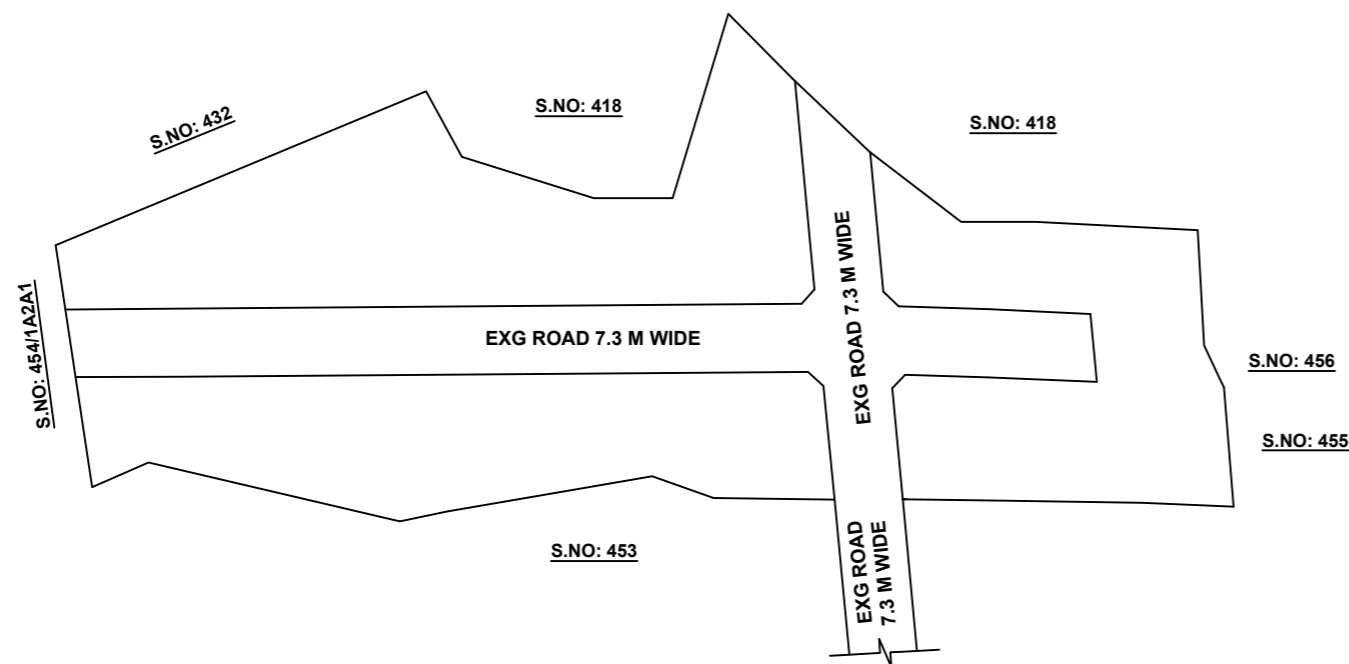 S.NO: 432
S.NO: 418
S.NO: 418
S.NO: 454/1A2A1
EXG ROAD 7.3 M WIDE
EXG ROAD 7.3 M WIDE
S.NO: 456
S.NO: 455
S.NO: 453
EXG ROAD
7.3 M WIDE